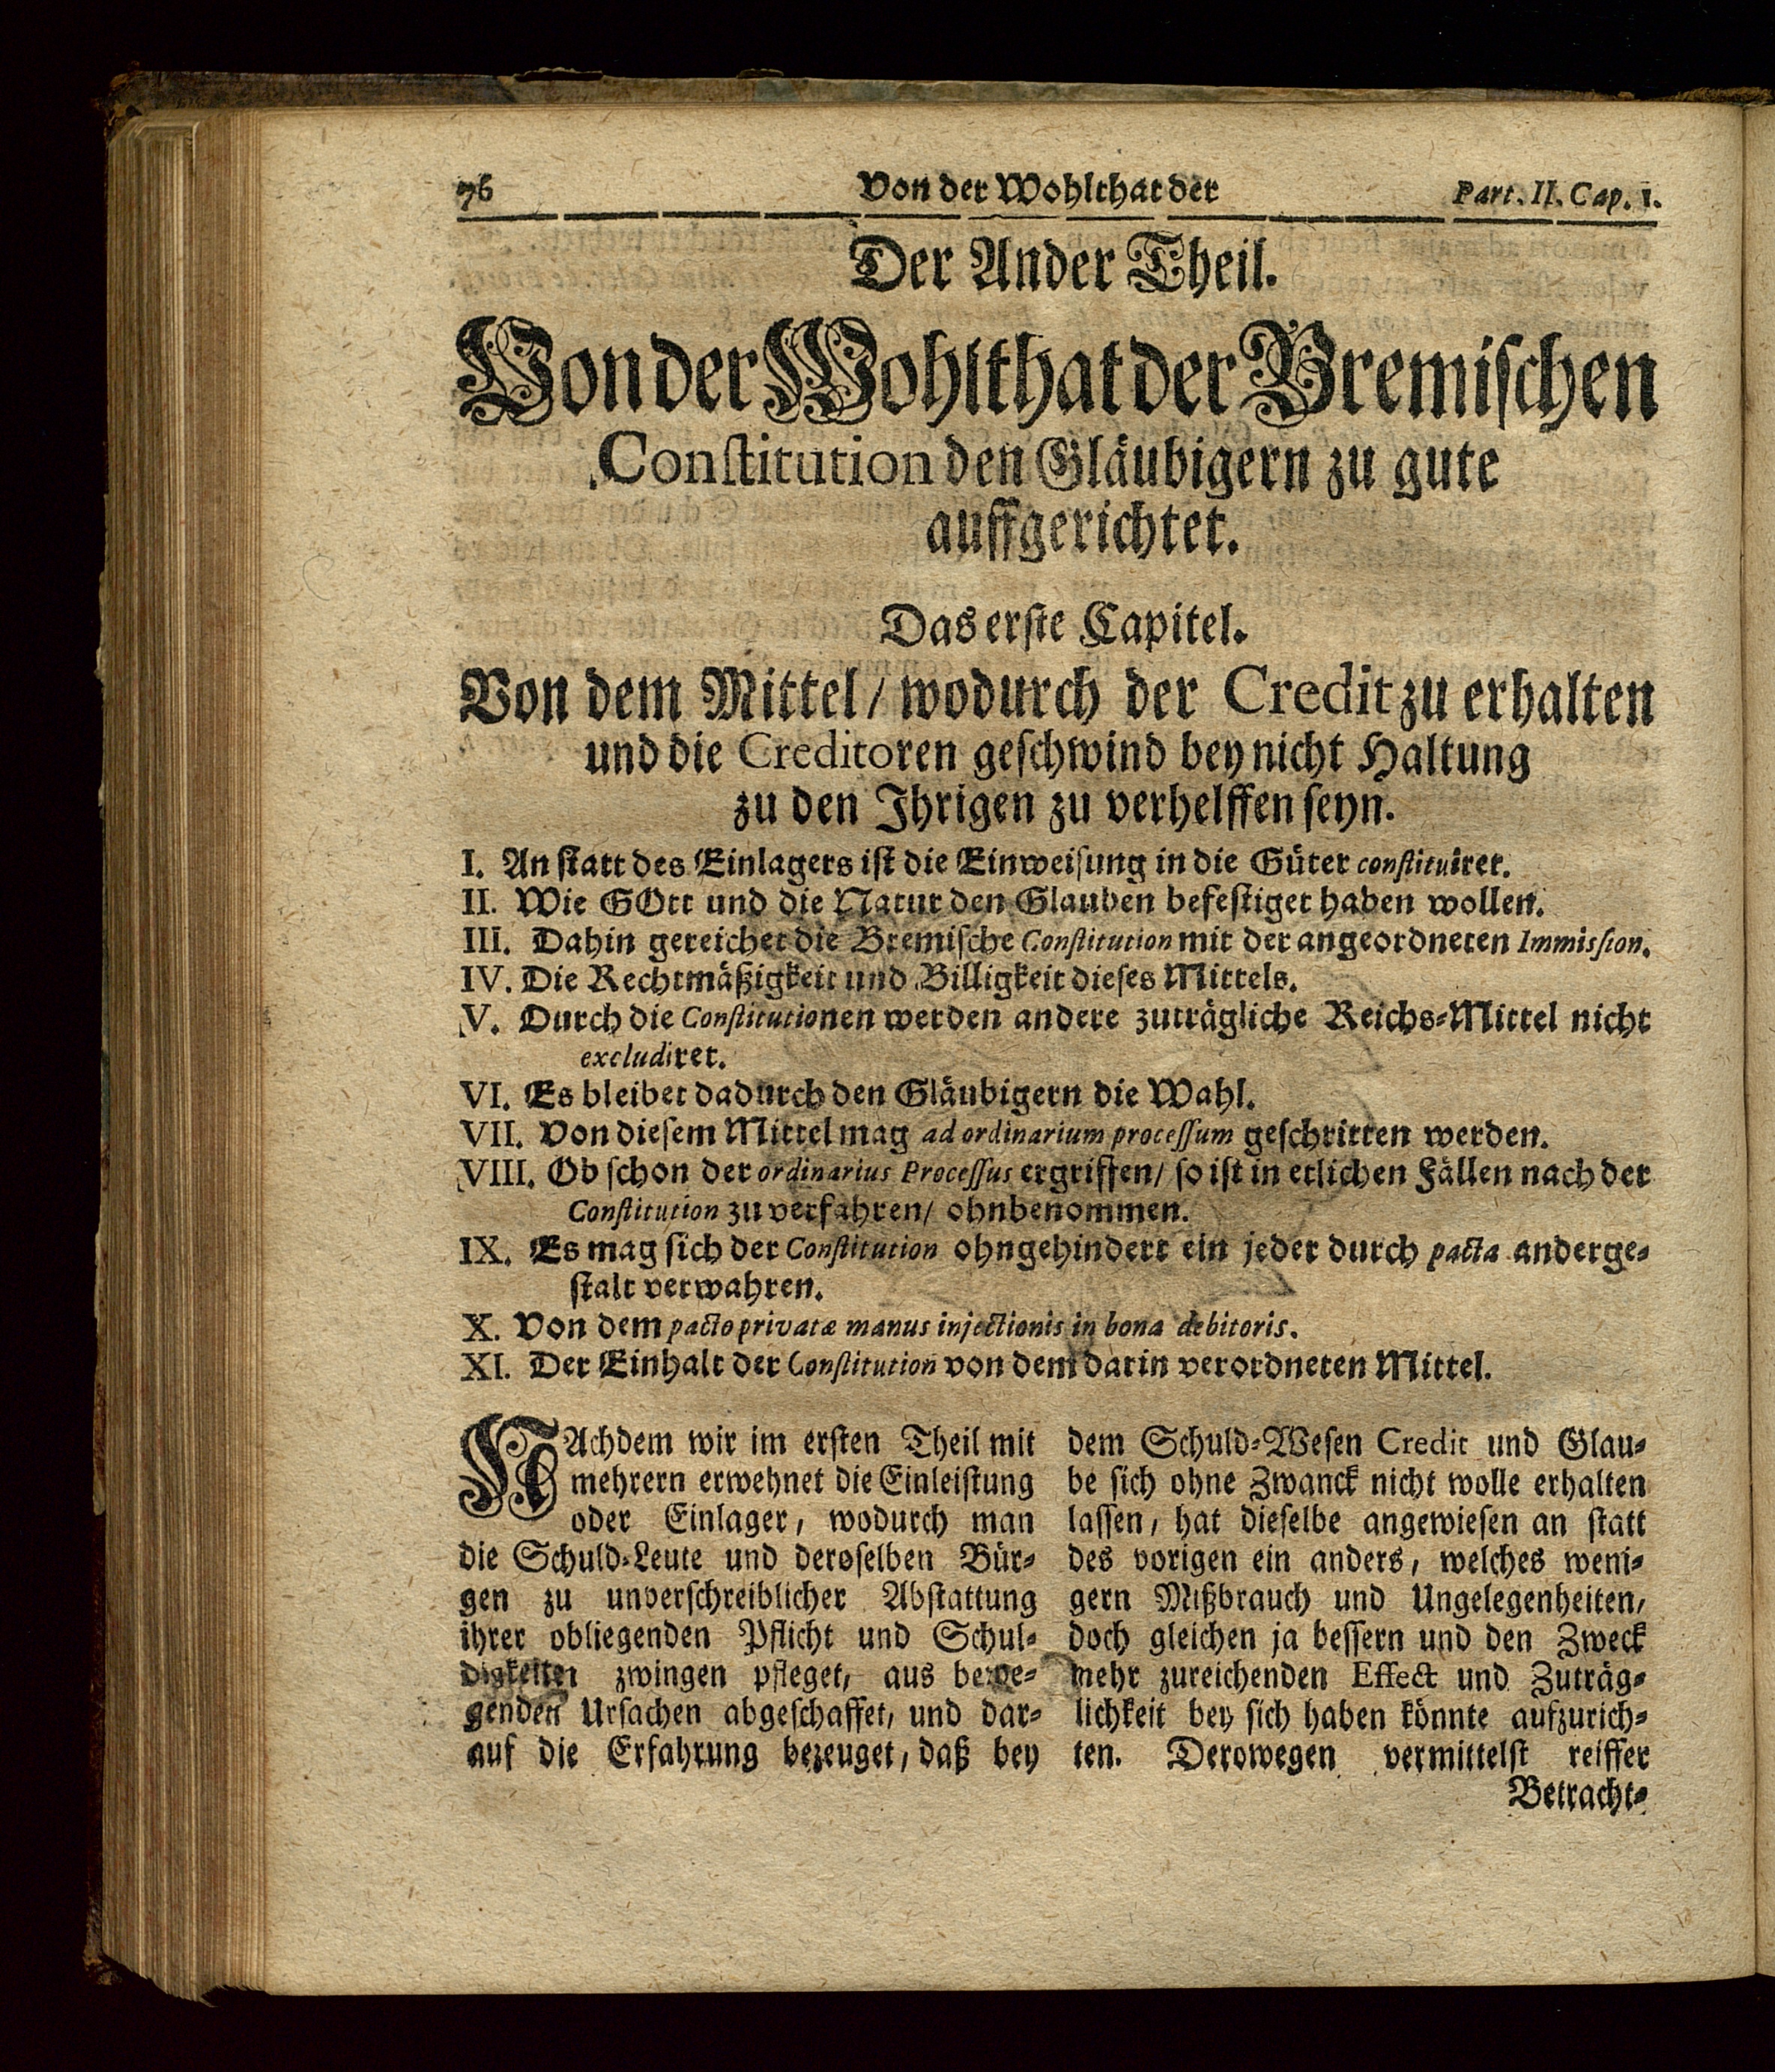 76 Von der Wohlthat der Part. II. Cap. 1.
Der Ander Theil.
Von der Wohlthat der Bremischen
Constitution den Gläubigern zu gute
auffgerichtet.
Das erste Capitel.
Von dem Mittel / wodurch der Credit zu erhalten
und die Creditoren geschwind bey nicht Haltung
zu den Ihrigen zu verhelffen seyn.
I. An statt des Einlagers ist die Einweisung in die Güter constituiret.
II. Wie GOtt und die Natur den Glauben befestiget haben wollen.
III. Dahin gereichet die Bremische Constitution mit der angeordneten Immission.
IV. Die Rechtmäßigkeit und Billigkeit dieses Mittels.
V. Durch die Constitutionen werden andere zuträgliche Reichs-Mittel nicht
excludiret.
VI. Es bleibet dadurch den Gläubigern die Wahl.
VII. Von diesem Mittel mag ad ordinarium processum geschritten werden.
VIII. Ob schon der ordinarius Processus ergriffen / so ist in etlichen Fällen nach der
Constitution zu verfahren / ohnbenommen.
IX. Es mag sich der Constitution ohngehindert ein jeder durch pacta anderge-
stalt verwahren.
X. Von dem pacto privatæ manus injectionis in bona debitoris.
XI. Der Einhalt der Constitution von dem darin verordneten Mittel.
NAchdem wir im ersten Theil mit
mehrern erwehnet die Einleistung
oder Einlager, wodurch man
die Schuld-Leute und deroselben Bür-
gen zu unverschreiblicher Abstattung
ihrer obliegenden Pflicht und Schul-
digkeiten zwingen pfleget, aus bewe-
genden Ursachen abgeschaffet, und dar-
auf die Erfahrung bezeuget, daß bey
dem Schuld-Wesen Credit und Glau-
be sich ohne Zwanck nicht wolle erhalten
lassen, hat dieselbe angewiesen an statt
des vorigen ein anders, welches weni-
gern Mißbrauch und Ungelegenheiten,
doch gleichen ja bessern und den Zweck
mehr zureichenden Effect und Zuträg-
lichkeit bey sich haben könnte aufzurich-
ten. Derowegen vermittelst reiffer
Betracht-